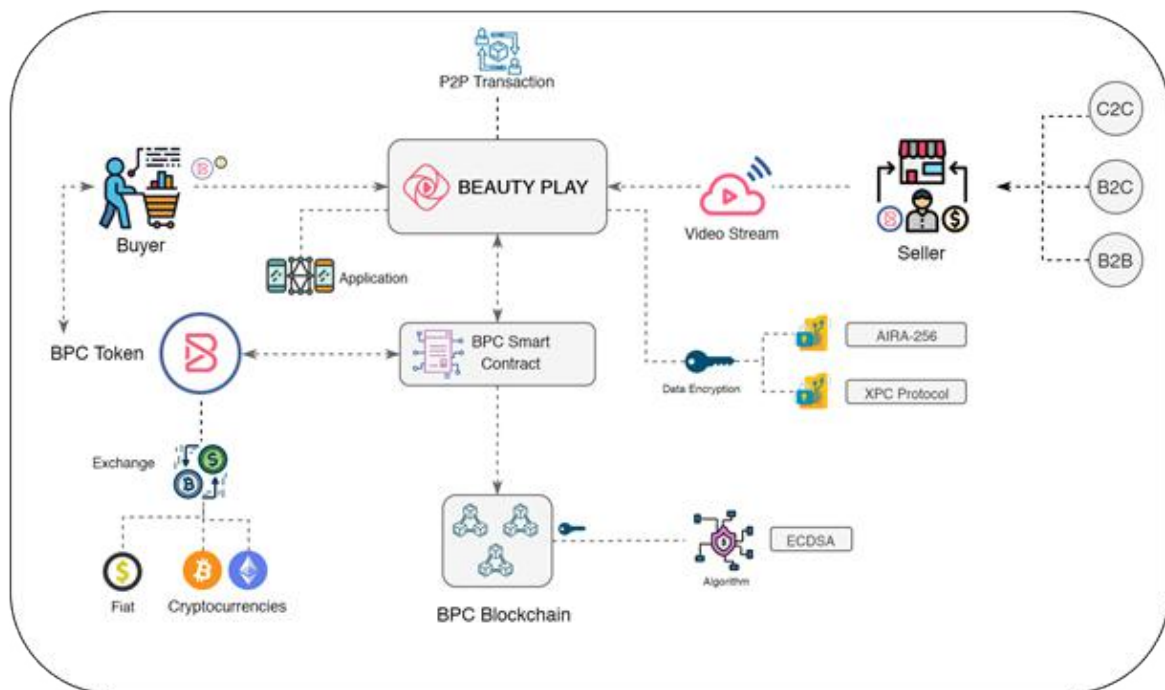 P2P Transaction
C2C
BEAUTY PLAY
B2C
Buyer
Video Stream
Seller
B2B
Application
BPC Token
BPC Smart
Contract
AIRA-256
Data Encryption
XPC Protocol
Exchange
ECDSA
Algorithm
Fiat
Cryptocurrencies
BPC Blockchain